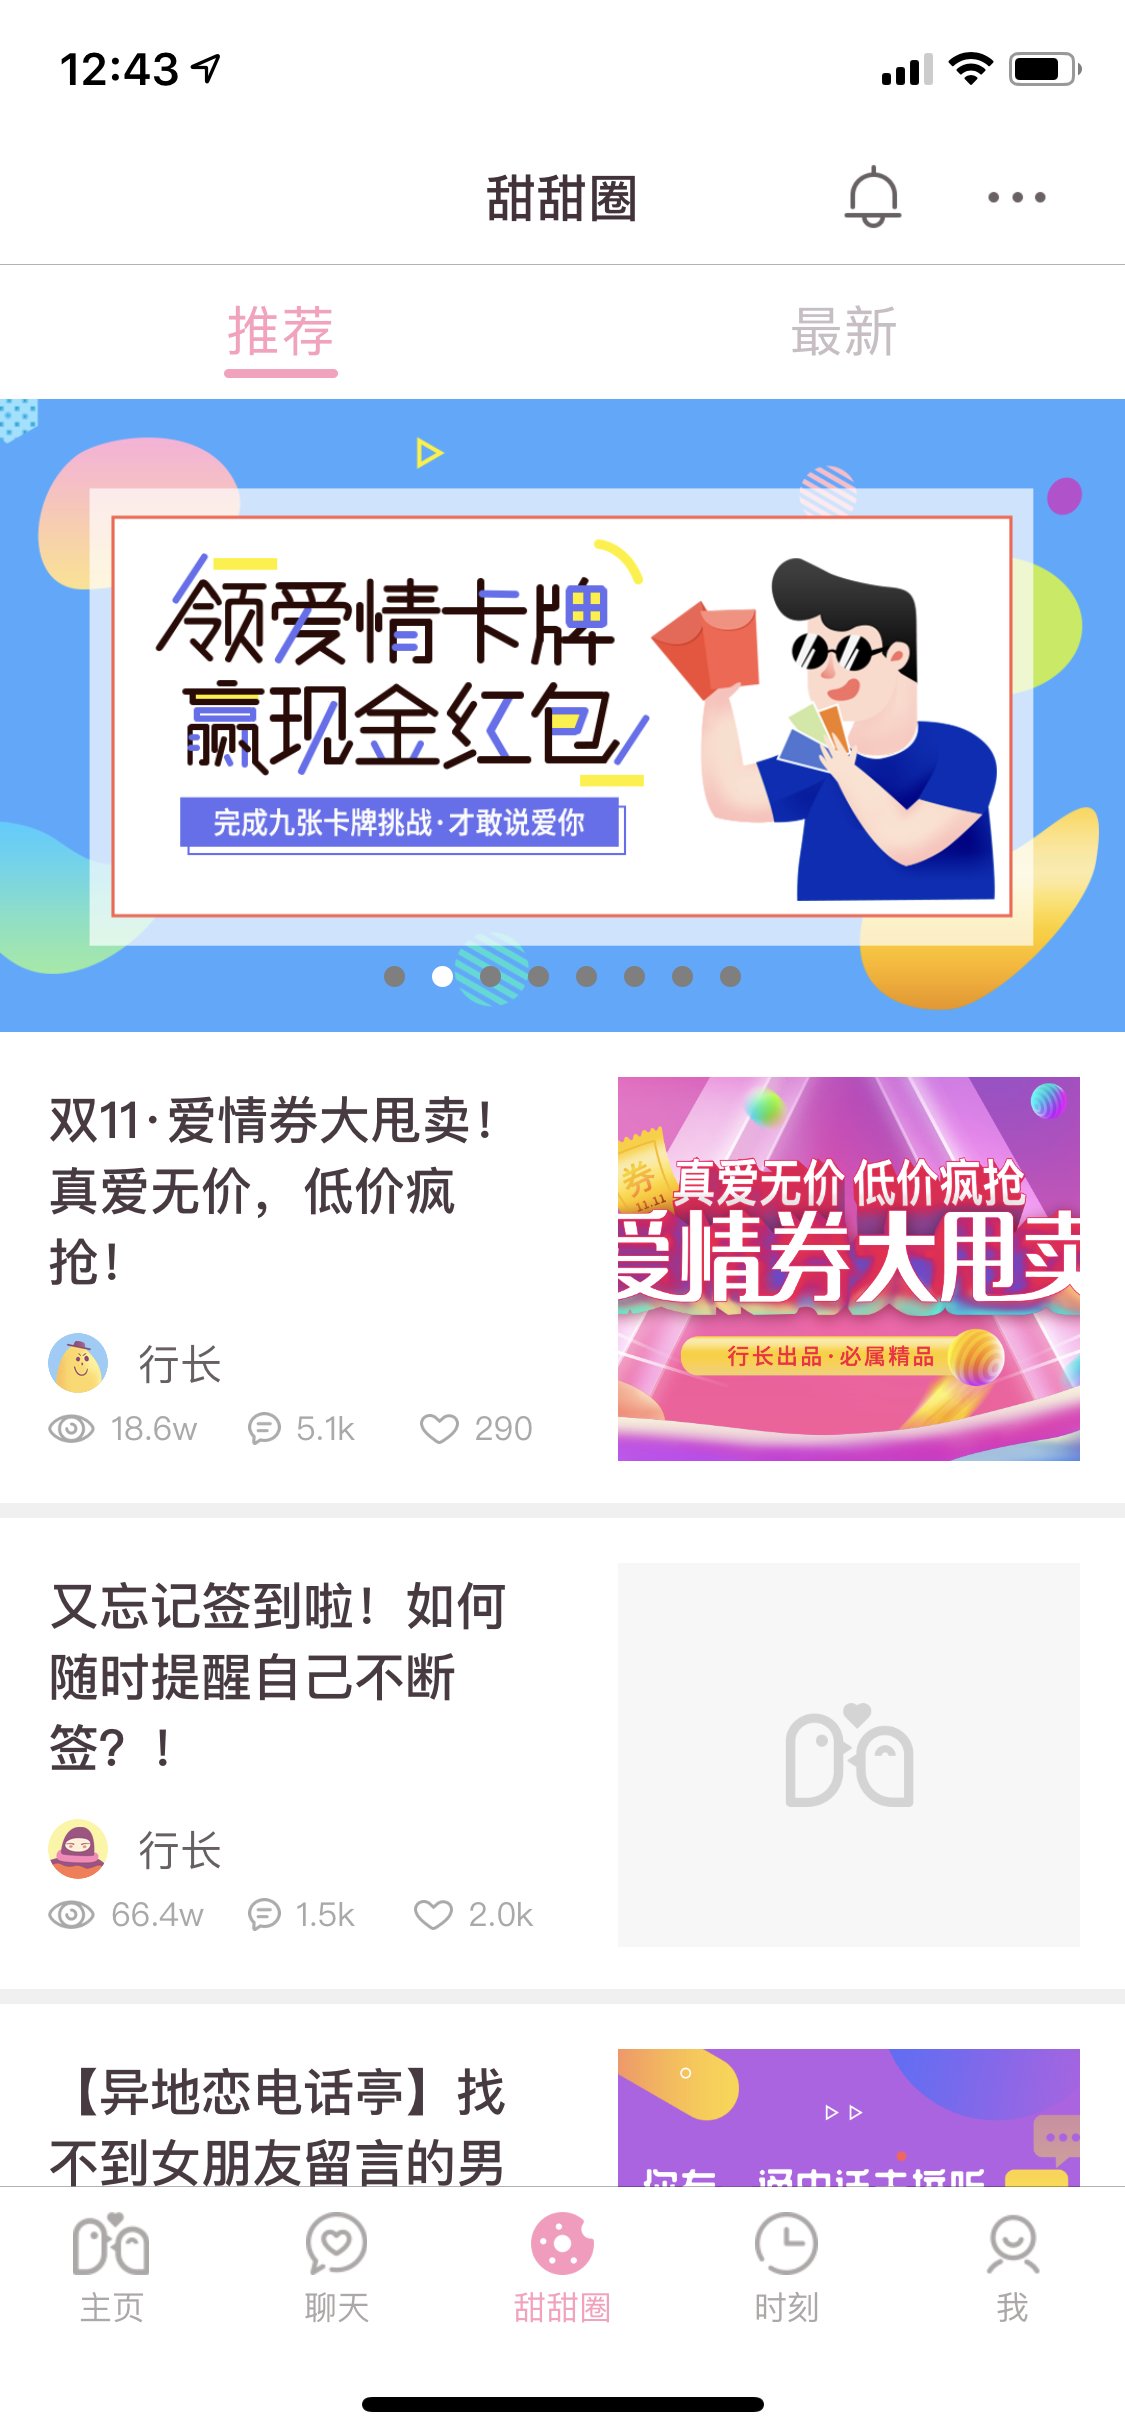 12:43
甜甜圈
推荐
最新
领爱情卡牌
赢现金红包
完成九张卡牌挑战·才敢说爱你
双11·爱情券大甩卖！
真爱无价，低价疯
抢！
行长
18.6w 5.1k 290
券
11.11
真爱无价 低价疯抢
爱情券大甩卖
行长出品·必属精品
又忘记签到啦！如何
随时提醒自己不断
签？！
行长
66.4w 1.5k 2.0k
【异地恋电话亭】找
不到女朋友留言的男
主页
聊天
甜甜圈
时刻
我